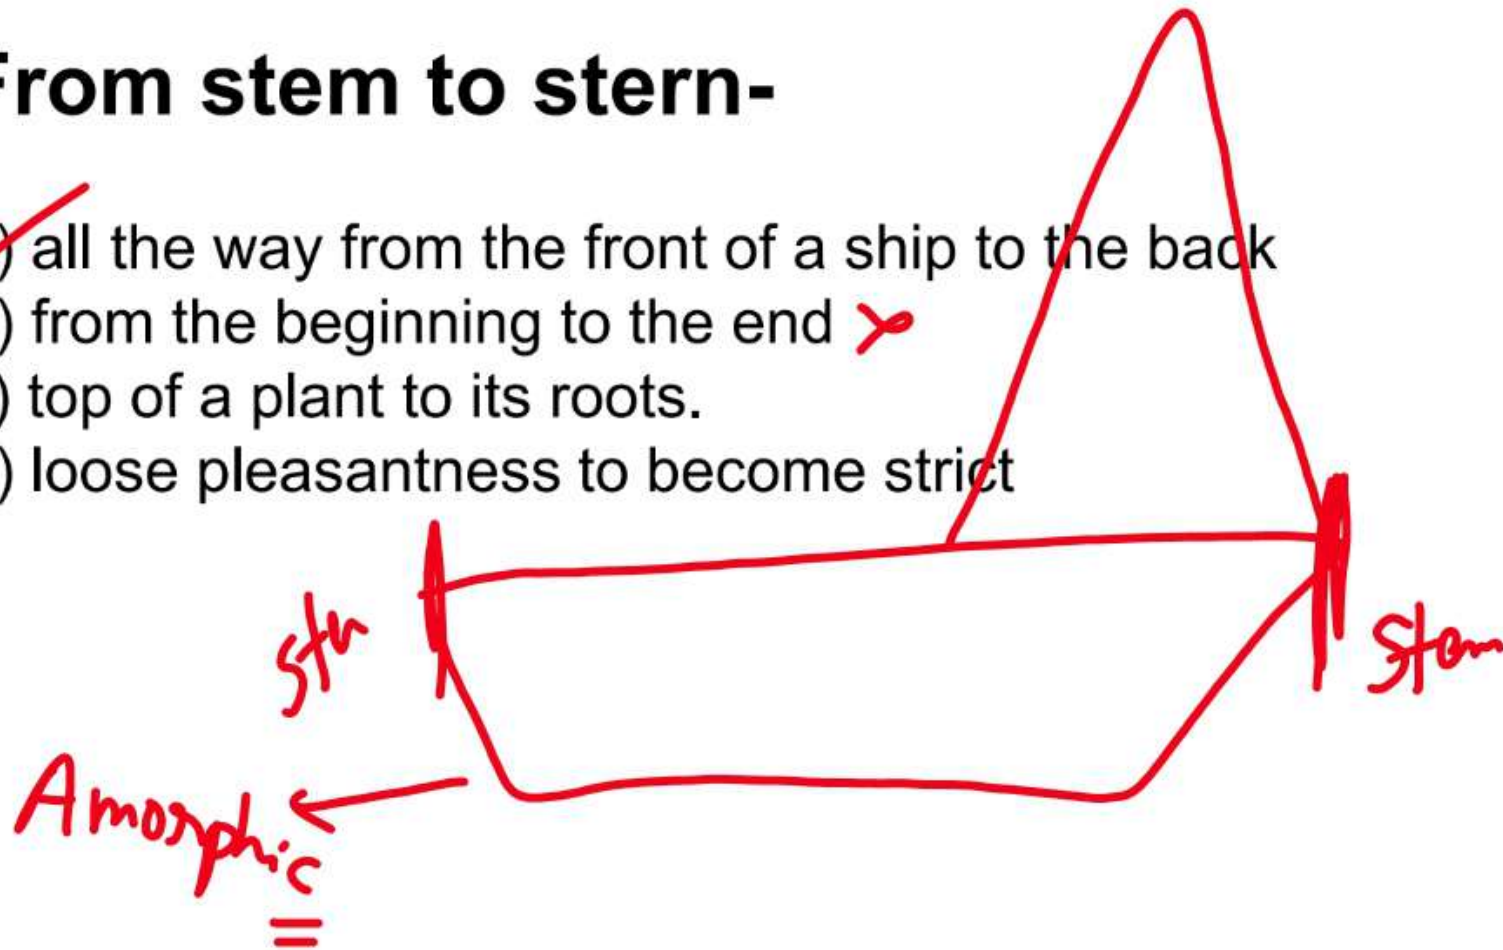 From stem to stern-
) all the way from the front of a ship to the back
) from the beginning to the end
) top of a plant to its roots.
) loose pleasantness to become strict
Stem
Amorphic